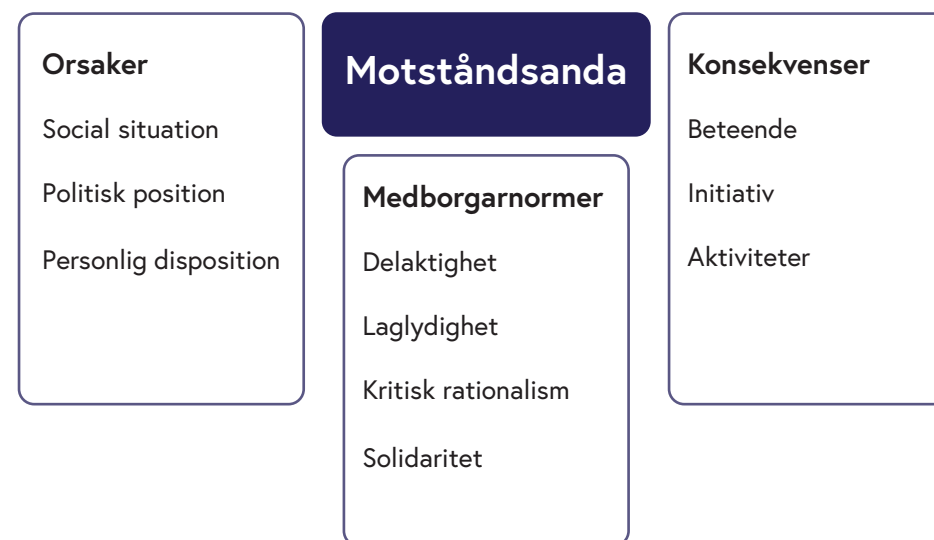 Orsaker
Social situation
Politisk position
Personlig disposition
Motståndsanda
Medborgarnormer
Delaktighet
Laglydighet
Kritisk rationalism
Solidaritet
Konsekvenser
Beteende
Initiativ
Aktiviteter